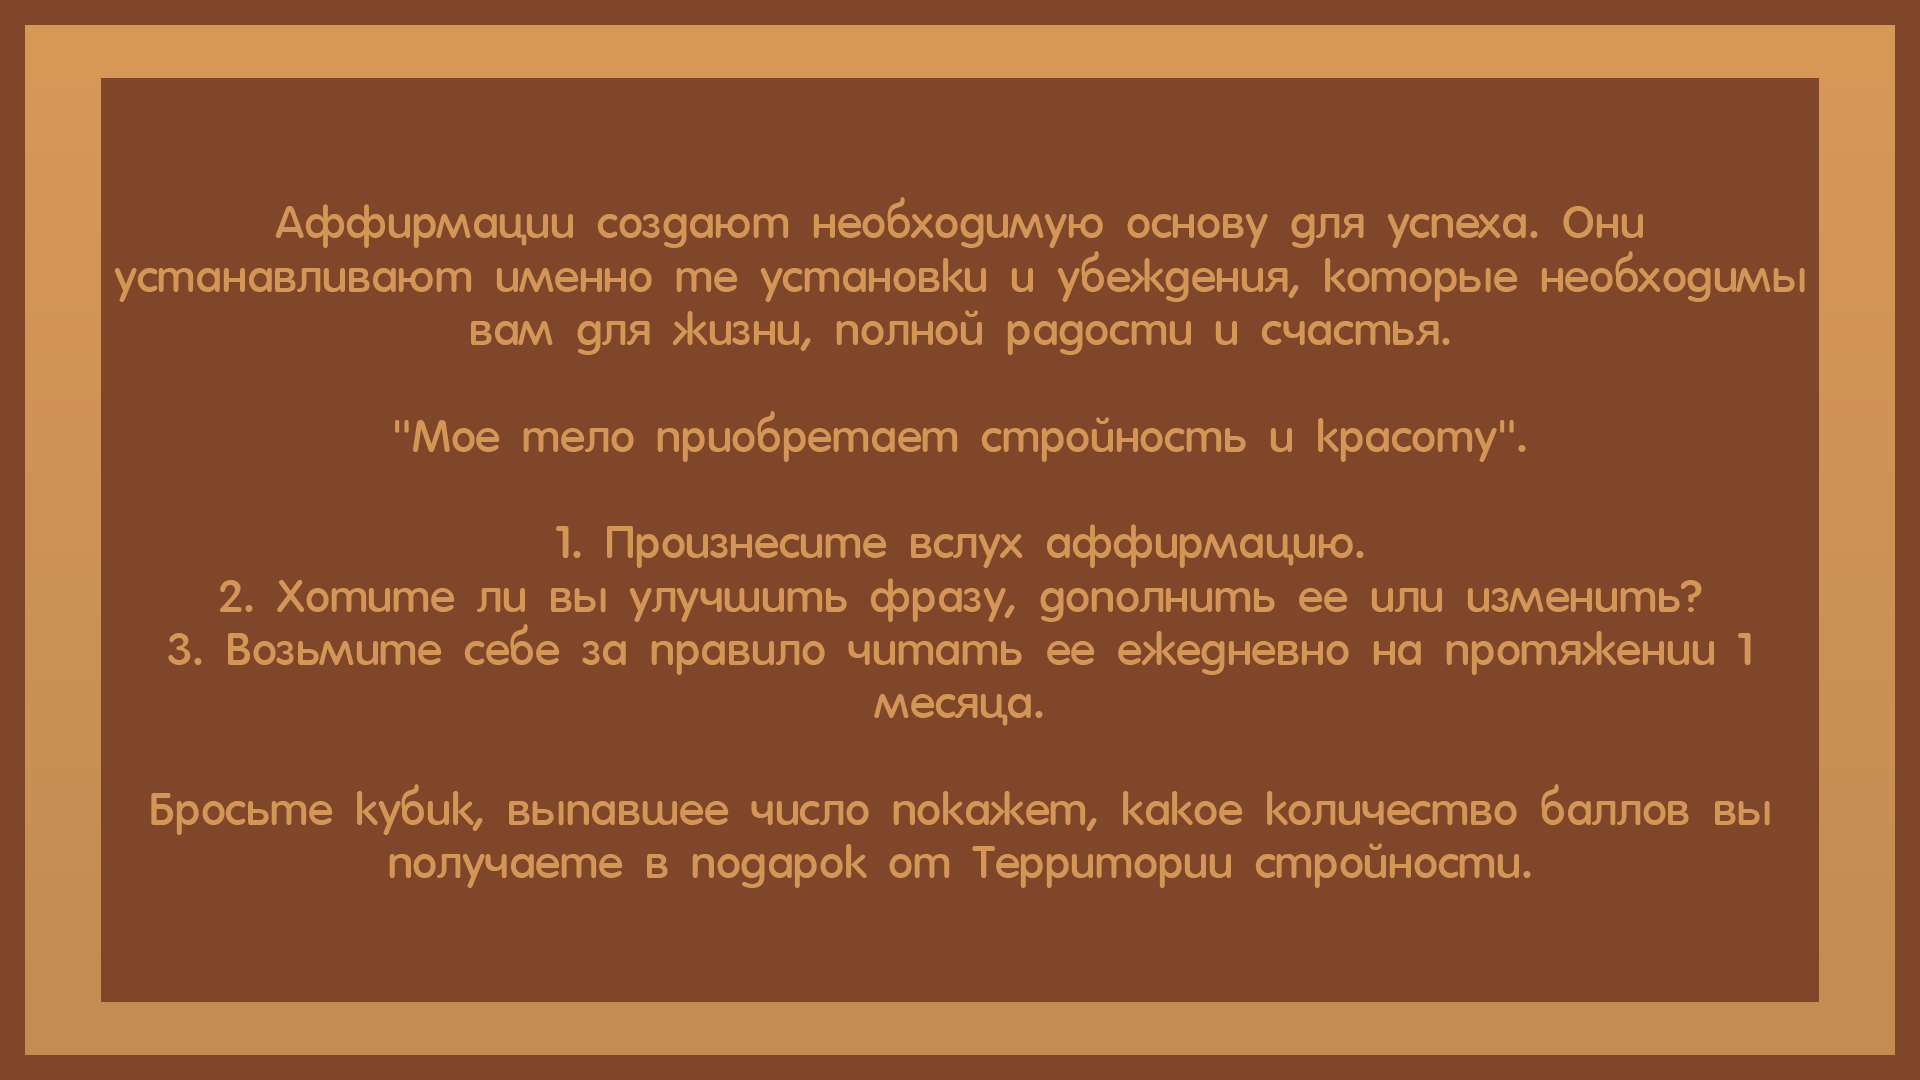 Аффирмации создают необходимую основу для успеха. Они
устанавливают именно те установки и убеждения, которые необходимы
вам для жизни, полной радости и счастья.
"Мое тело приобретает стройность и красоту".
1. Произнесите вслух аффирмацию.
2. Хотите ли вы улучшить фразу, дополнить ее или изменить?
3. Возьмите себе за правило читать ее ежедневно на протяжении 1
месяца.
Бросьте кубик, выпавшее число покажет, какое количество баллов вы
получаете в подарок от Территории стройности.